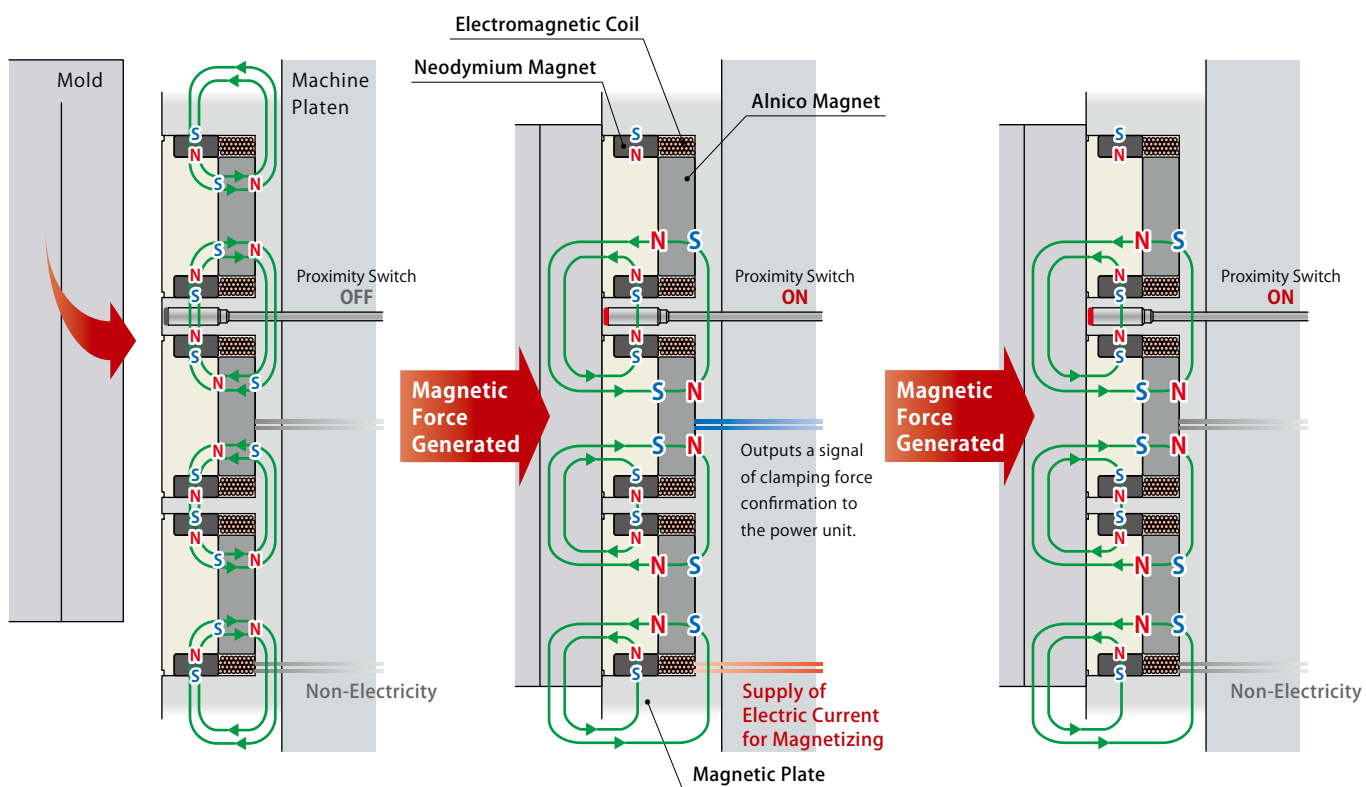 Electromagnetic Coil
Neodymium Magnet
Alnico Magnet
Mold
Machine
Platen
S
N
S
N
S
N
N
S
Proximity Switch
OFF
N
S
N
S
N
S
S
N
S
N
S
N
N
S
Non-Electricity
Magnetic
Force
Generated
S
N
N
S
N
S
Proximity Switch
ON
N
S
S
N
S
N
Outputs a signal
of clamping force
confirmation to
the power unit.
N
S
S
N
N
S
N
S
N
S
Supply of
Electric Current
for Magnetizing
Magnetic Plate
Magnetic
Force
Generated
S
N
N
S
N
S
Proximity Switch
ON
N
S
S
N
S
N
N
S
S
N
N
S
N
S
N
S
Non-Electricity